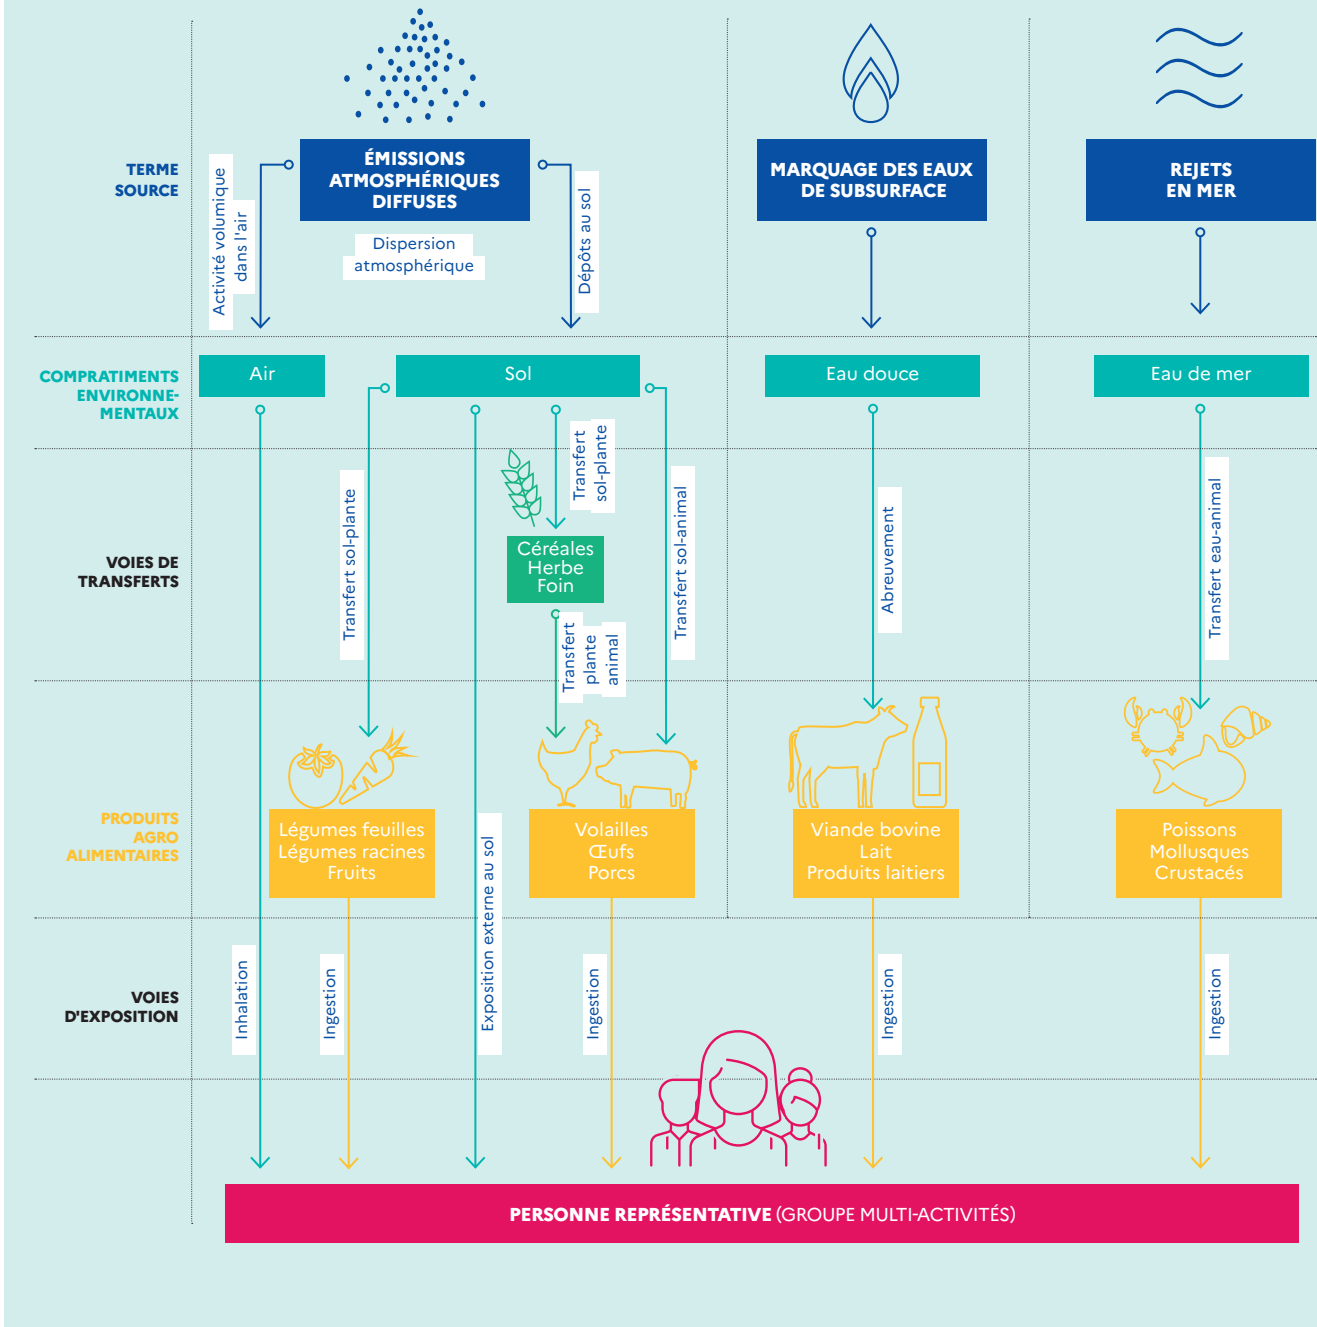 TERME
SOURCE
Activité volumique
dans l'air
ÉMISSIONS
ATMOSPHÉRIQUES
DIFFUSES
Dispersion
atmosphérique
Dépôts au sol
MARQUAGE DES EAUX
DE SUBSURFACE
REJETS
EN MER
COMPRATIMENTS
ENVIRONNE-
MENTAUX
Air
Sol
Eau douce
Eau de mer
VOIES DE
TRANSFERTS
Transfert sol-plante
Transfert
sol-plante
Céréales
Herbe
Foin
Transfert
plante
animal
Transfert sol-animal
Abreuvement
Transfert eau-animal
PRODUITS
AGRO
ALIMENTAIRES
Légumes feuilles
Légumes racines
Fruits
Volailles
Œufs
Porcs
Viande bovine
Lait
Produits laitiers
Poissons
Mollusques
Crustacés
VOIES
D'EXPOSITION
Inhalation
Ingestion
Exposition externe au sol
Ingestion
Ingestion
Ingestion
PERSONNE REPRÉSENTATIVE (GROUPE MULTI-ACTIVITÉS)